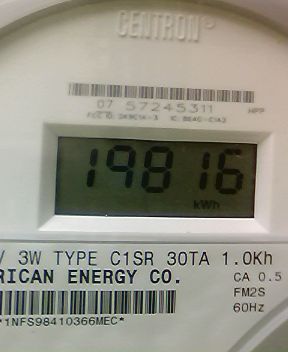 CENTRON
07 57245311 HPP
19816
kWh
/ 3W TYPE C1SR 30TA 1.0Kh
RICAN ENERGY CO. CA 0.5
FM2S
60Hz
*1NFS98410366MEC*